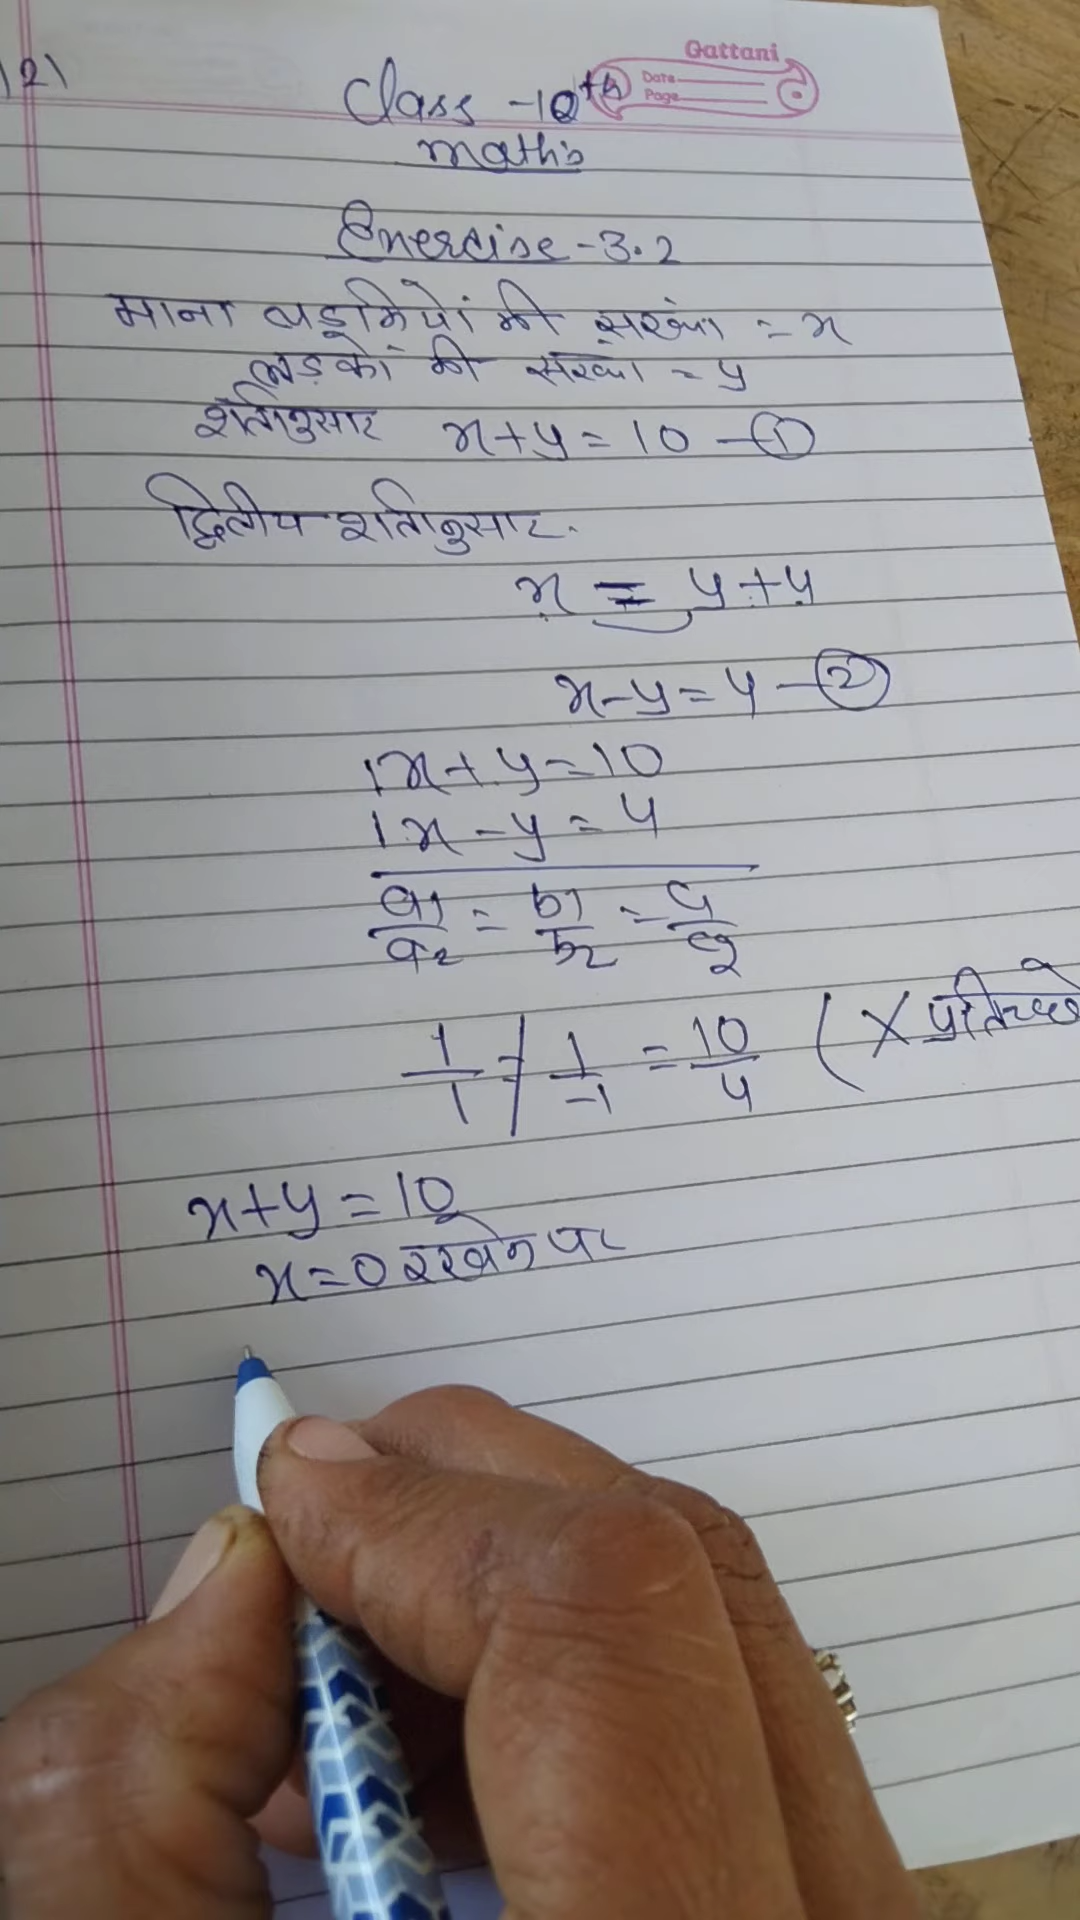 Gattani
Date
Page
Class -10th
maths
Exercise-3.2
माना लड़कियों की संख्या = x
लड़कों की संख्या = y
शर्तानुसार x+y=10 -①
द्वितीय शर्तानुसार.
x = y+4
x-y=4-②
1x+y=10
1x-y=4
a1/a2 = b1/b2 = c1/c2
1/1 ≠ 1/-1 = 10/4 (X प्रतिच्छे
x+y=10
x=0 रखने पर